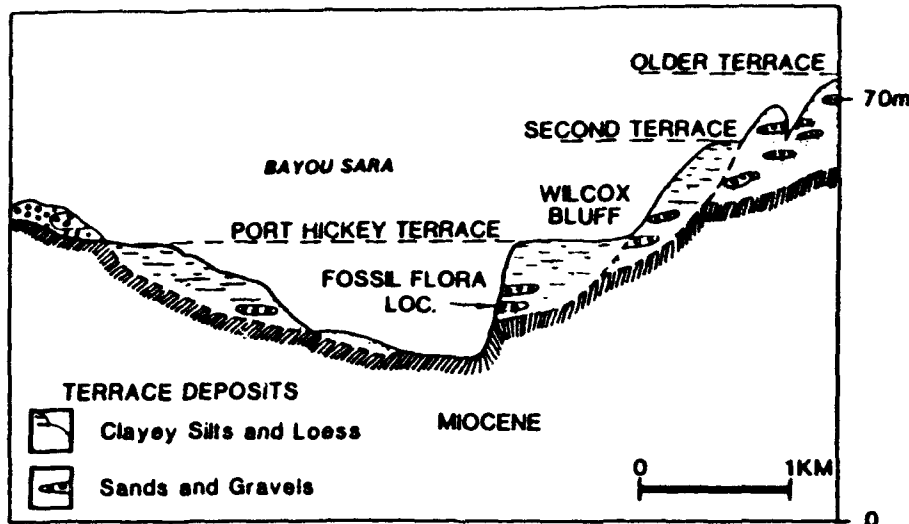 OLDER TERRACE
70m
SECOND TERRACE
BAYOU SARA
WILCOX
BLUFF
PORT HICKEY TERRACE
FOSSIL FLORA
LOC.
TERRACE DEPOSITS
Clayey Silts and Loess
MIOCENE
Sands and Gravels
0 1KM
0